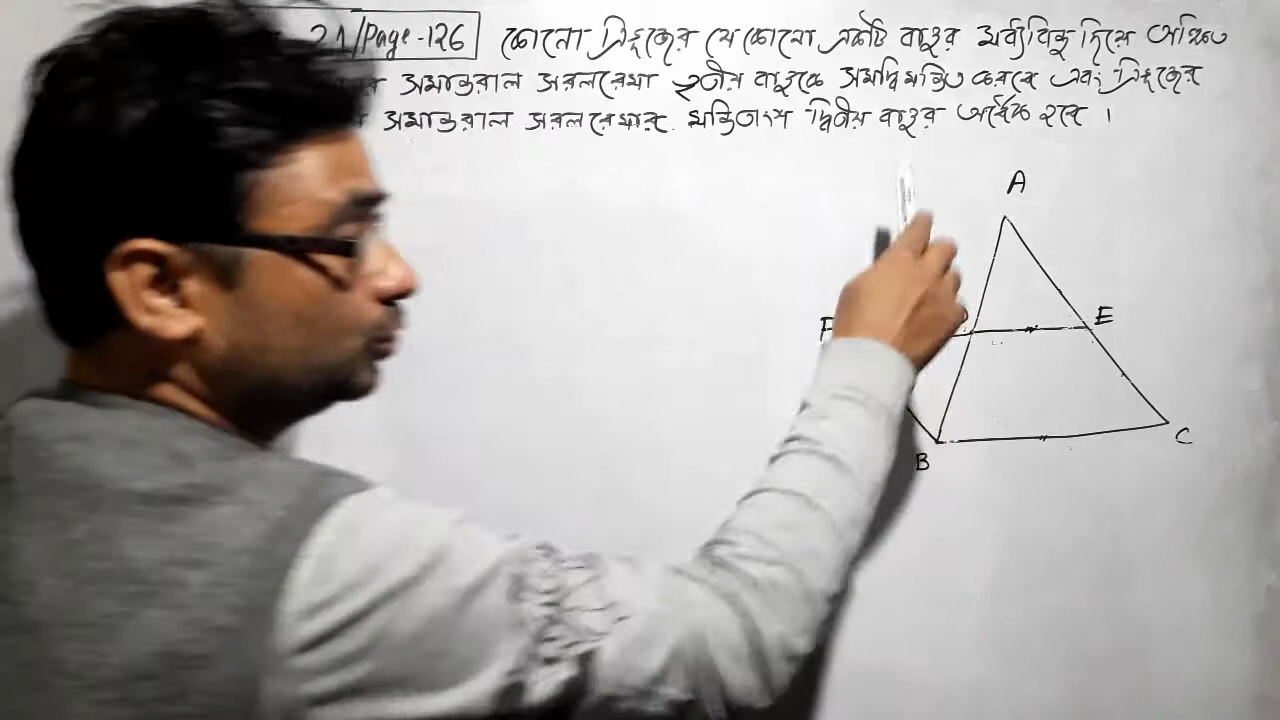 21/Page-126 কোনো ত্রিভুজের যে কোনো একটি বাহুর মধ্যবিন্দু দিয়ে অঙ্কিত
সমান্তরাল সরলরেখা তৃতীয় বাহুকে সমদ্বিখণ্ডিত করবে এবং ত্রিভুজের
সমান্তরাল সরলরেখার খণ্ডিতাংশ দ্বিতীয় বাহুর অর্ধেক হবে ।
A
F
E
B
C